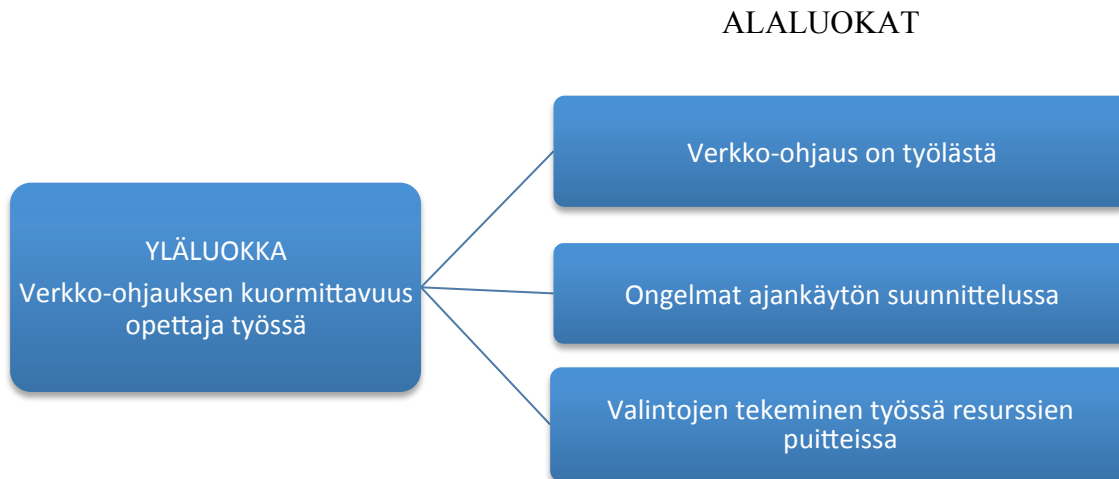 ALALUOKAT
YLÄLUOKKA
Verkko-ohjauksen kuormittavuus
opettaja työssä
Verkko-ohjaus on työlästä
Ongelmat ajankäytön suunnittelussa
Valintojen tekeminen työssä resurssien
puitteissa